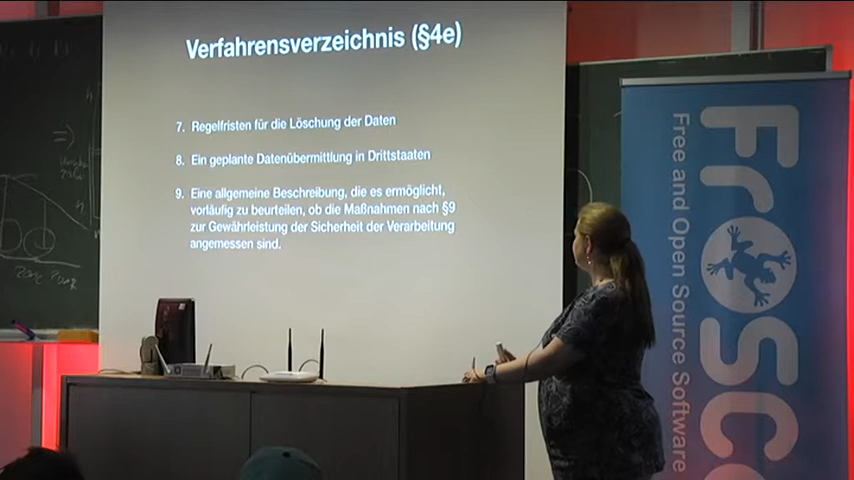 Verfahrensverzeichnis (§4e)
7. Regelfristen für die Löschung der Daten
8. Ein geplante Datenübermittlung in Drittstaaten
9. Eine allgemeine Beschreibung, die es ermöglicht,
vorläufig zu beurteilen, ob die Maßnahmen nach §9
zur Gewährleistung der Sicherheit der Verarbeitung
angemessen sind.
Free and Open Source Software
FrOSC